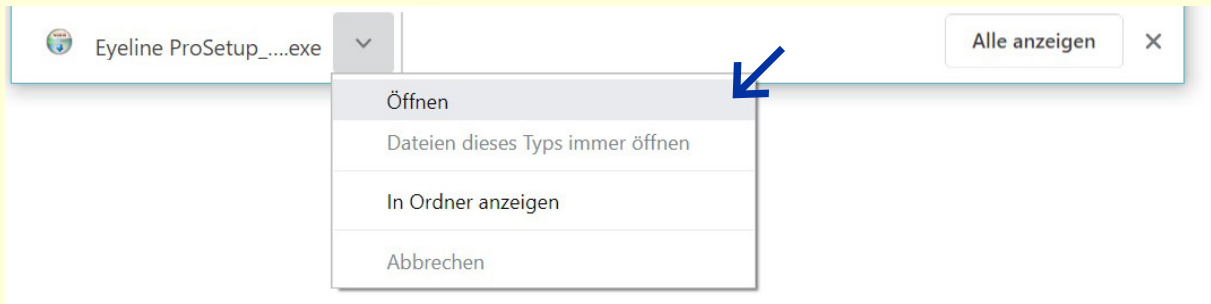 Eyeline ProSetup_....exe
Alle anzeigen
Öffnen
Dateien dieses Typs immer öffnen
In Ordner anzeigen
Abbrechen